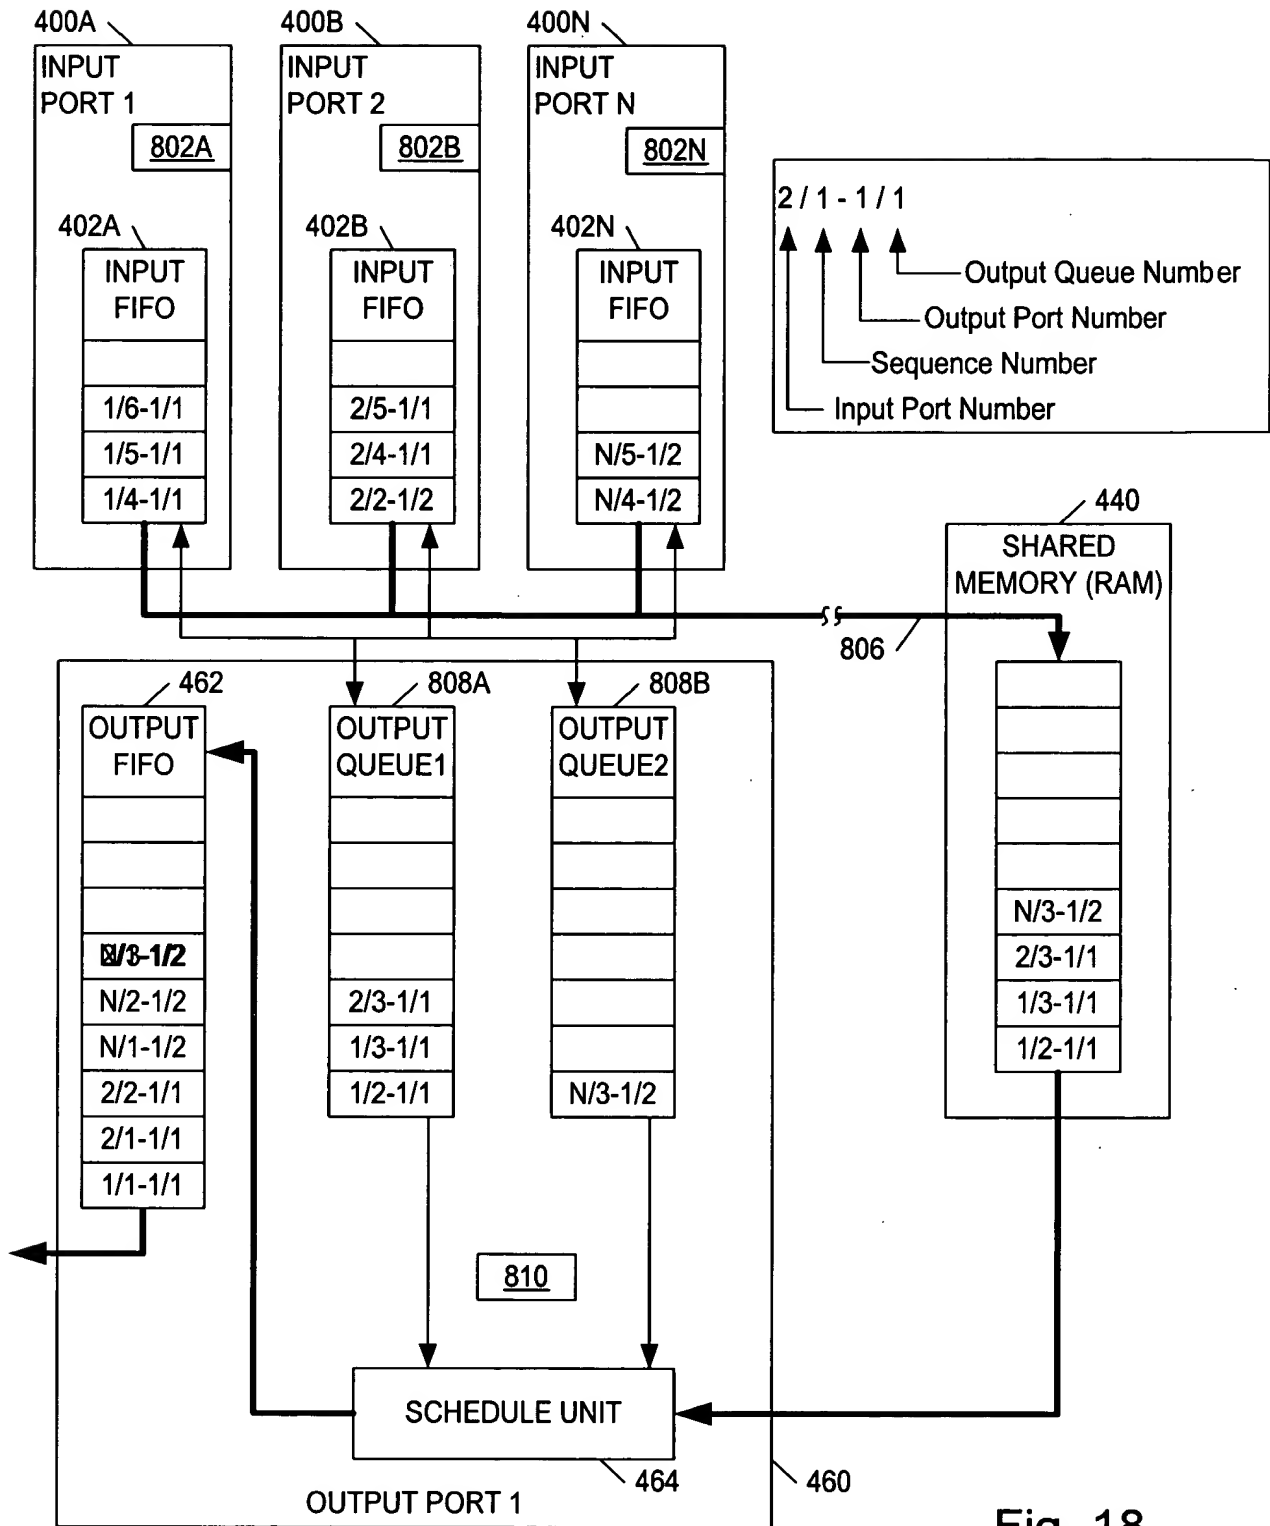 400A
400B
400N
INPUT
PORT 1
INPUT
PORT 2
INPUT
PORT N
802A
802B
802N
402A
402B
402N
INPUT
FIFO
1/6-1/1
1/5-1/1
1/4-1/1
INPUT
FIFO
2/5-1/1
2/4-1/1
2/2-1/2
INPUT
FIFO
N/5-1/2
N/4-1/2
2 / 1 - 1 / 1
Output Queue Number
Output Port Number
Sequence Number
Input Port Number
440
SHARED
MEMORY (RAM)
806
N/3-1/2
2/3-1/1
1/3-1/1
1/2-1/1
462
808A
808B
OUTPUT
FIFO
N/2-1/2
N/1-1/2
2/2-1/1
2/1-1/1
1/1-1/1
OUTPUT
QUEUE1
2/3-1/1
1/3-1/1
1/2-1/1
OUTPUT
QUEUE2
N/3-1/2
810
SCHEDULE UNIT
464
460
OUTPUT PORT 1
Fig. 18